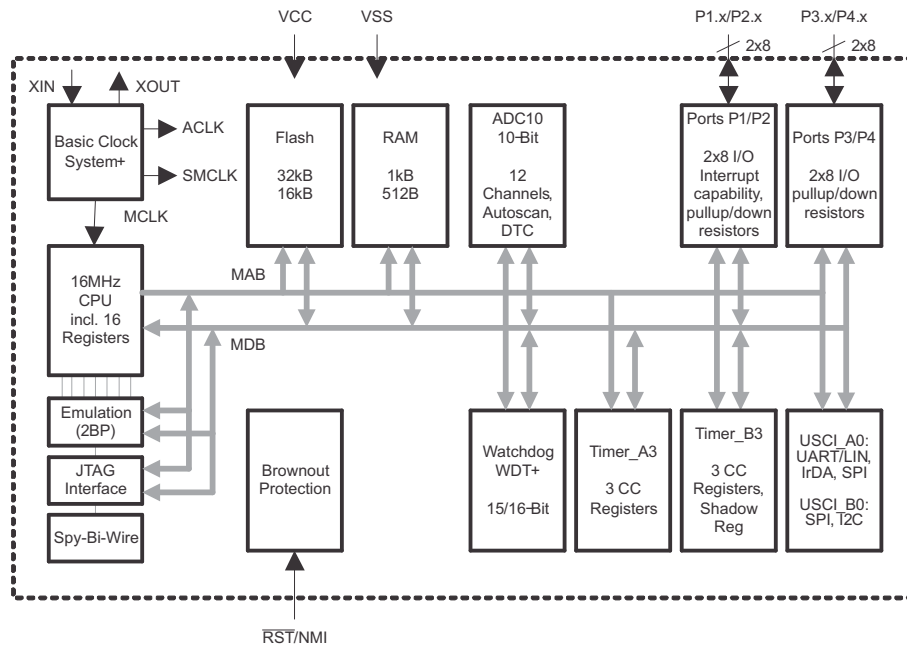 VCC
VSS
P1.x/P2.x
2x8
P3.x/P4.x
2x8
XIN
XOUT
Basic Clock
System+
ACLK
SMCLK
MCLK
Flash
32kB
16kB
RAM
1kB
512B
ADC10
10-Bit
12
Channels,
Autoscan,
DTC
Ports P1/P2
2x8 I/O
Interrupt
capability,
pullup/down
resistors
Ports P3/P4
2x8 I/O
pullup/down
resistors
16MHz
CPU
incl. 16
Registers
MAB
MDB
Emulation
(2BP)
JTAG
Interface
Spy-Bi-Wire
Brownout
Protection
Watchdog
WDT+
15/16-Bit
Timer_A3
3 CC
Registers
Timer_B3
3 CC
Registers,
Shadow
Reg
USCI_A0:
UART/LIN,
IrDA, SPI
USCI_B0:
SPI, I2C
RST/NMI